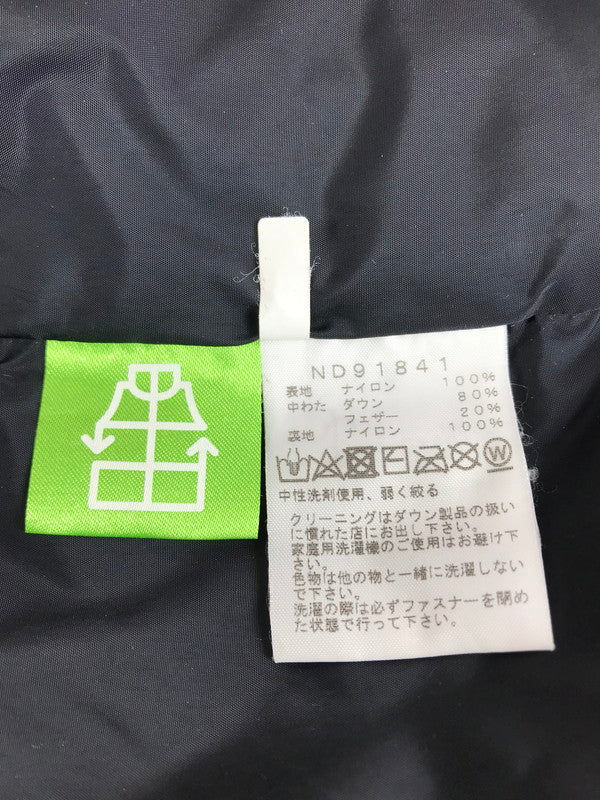 ND91841
表地 ナイロン 100%
中わた ダウン 80%
フェザー 20%
裏地 ナイロン 100%
W
中性洗剤使用、弱く絞る
クリーニングはダウン製品の扱い
に慣れた店にお出し下さい。
家庭用洗濯機のご使用はお避け下
さい。
色物は他の物と一緒に洗濯しない
で下さい。
洗濯の際は必ずファスナーを閉め
た状態で行って下さい。